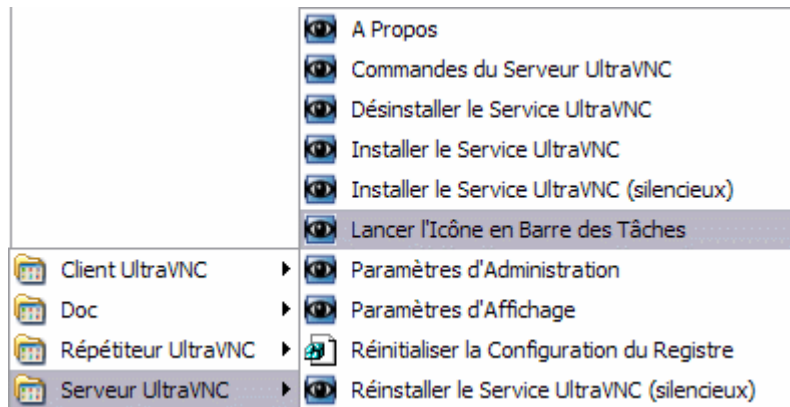 A Propos
Commandes du Serveur UltraVNC
Désinstaller le Service UltraVNC
Installer le Service UltraVNC
Installer le Service UltraVNC (silencieux)
Lancer l'Icône en Barre des Tâches
Client UltraVNC
Paramètres d'Administration
Doc
Paramètres d'Affichage
Répétiteur UltraVNC
Réinitialiser la Configuration du Registre
Serveur UltraVNC
Réinstaller le Service UltraVNC (silencieux)